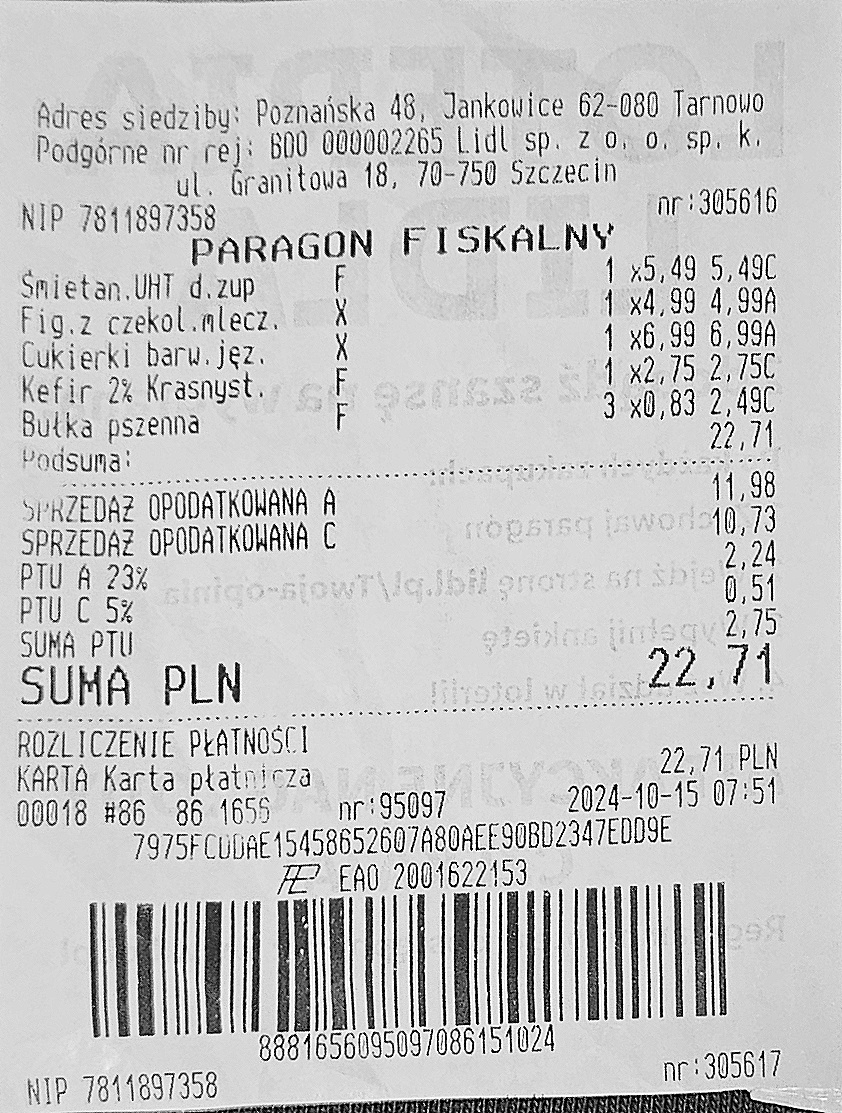 Adres siedziby: Poznańska 48, Jankowice 62-080 Tarnowo
Podgórne nr rej: BDO 000002265 Lidl sp. z o. o. sp. k.
ul. Granitowa 18, 70-750 Szczecin
NIP 7811897358 nr:305616
PARAGON FISKALNY
Śmietan.UHT d.zup F 1 x5,49 5,49C
Fig.z czekol.mlecz. X 1 x4,99 4,99A
Cukierki barw.jęz. X 1 x6,99 6,99A
Kefir 2% Krasnyst. F 1 x2,75 2,75C
Bułka pszenna F 3 x0,83 2,49C
Podsuma: 22,71
SPRZEDAŻ OPODATKOWANA A 11,98
SPRZEDAŻ OPODATKOWANA C 10,73
PTU A 23% 2,24
PTU C 5% 0,51
SUMA PTU 2,75
SUMA PLN 22,71
ROZLICZENIE PŁATNOŚCI
KARTA Karta płatnicza 22,71 PLN
00018 #86 86 1656 nr:95097 2024-10-15 07:51
EAO 2001622153
8881656095097086151024
NIP 7811897358 nr:305617